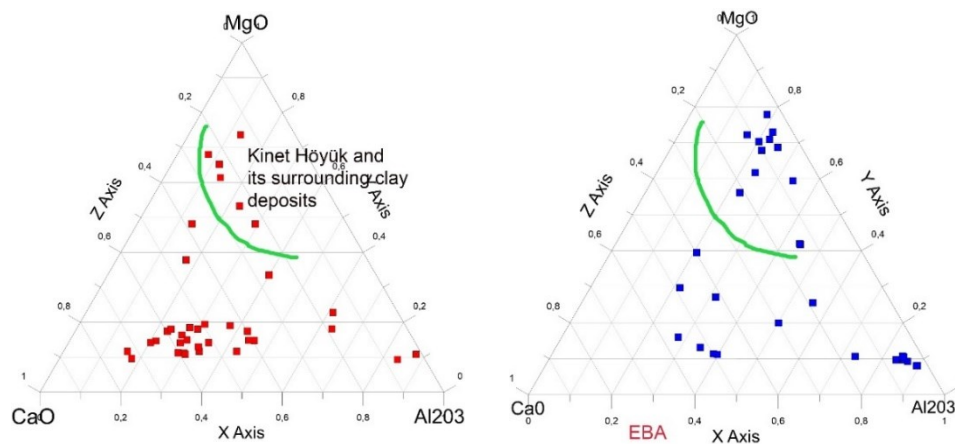 MgO
0,2
0,8
Kinet Höyük and
its surrounding clay
deposits
0,4
Z Axis
Axis
0,6
0,4
0,8
0,2
1
0
CaO
0,2
0,4
0,6
0,8
Al203
X Axis
MgO
0,2
0,8
0,4
0,6
Z Axis
Y Axis
0,6
0,4
0,8
0,2
1
0
Ca0
0
0,2
0,4
0,6
0,8
Al203
1
EBA
X Axis